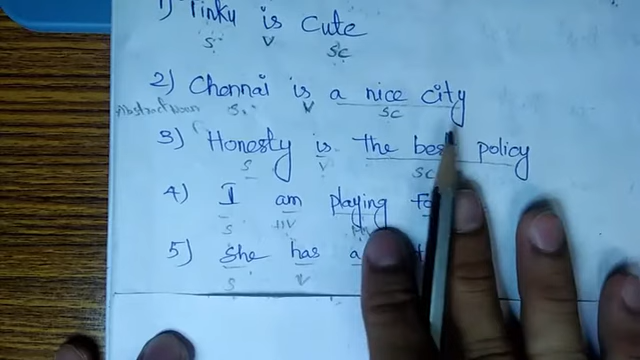 1) Pinky is cute
S V SC
2) Chennai is a nice city
S V SC
3) Honesty is the best policy
S V SC
4) I am playing
S HV
5) She has a
S V